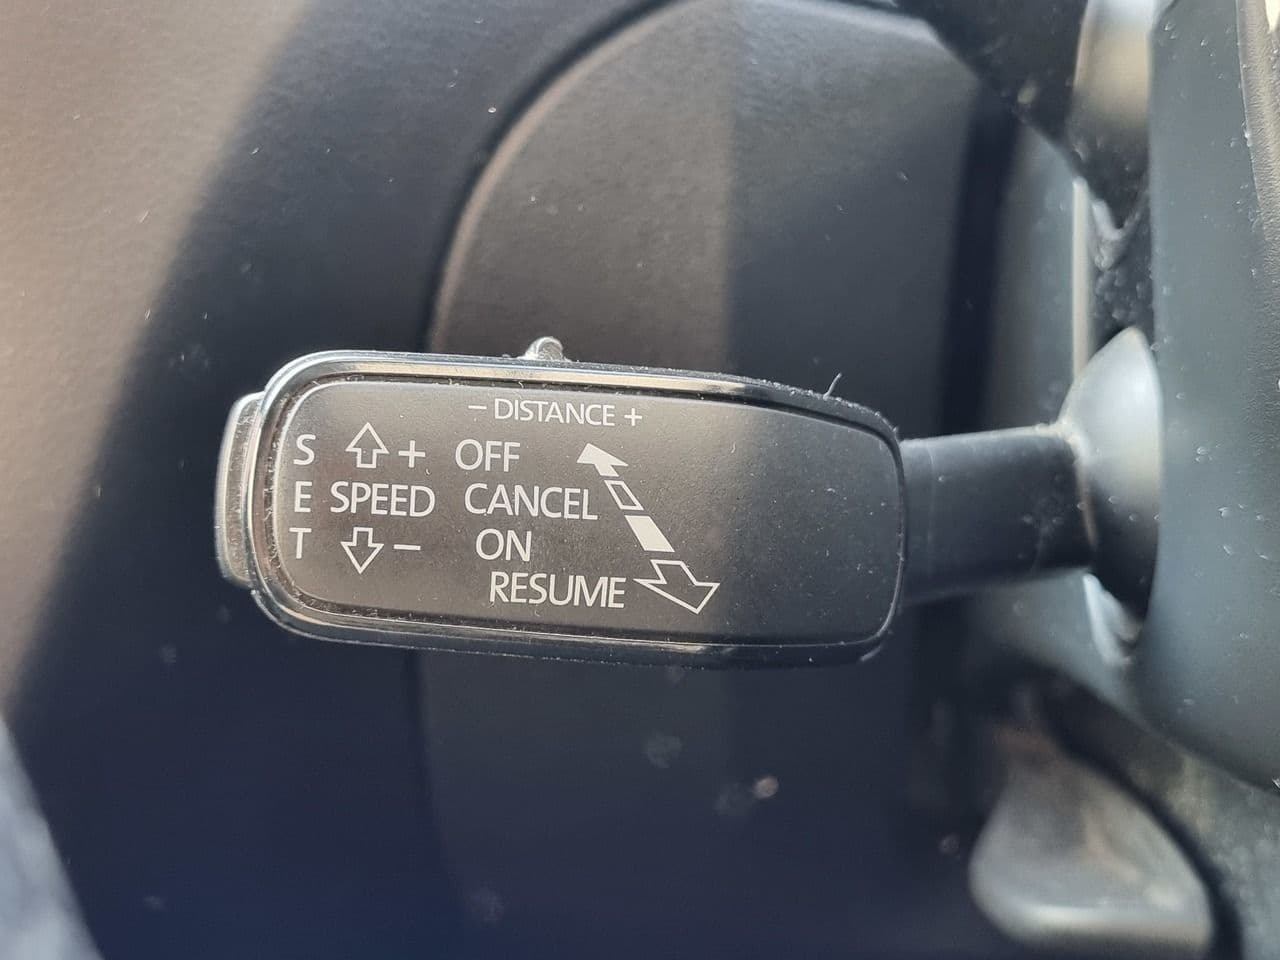 - DISTANCE +
S + OFF
E SPEED CANCEL
T - ON
RESUME